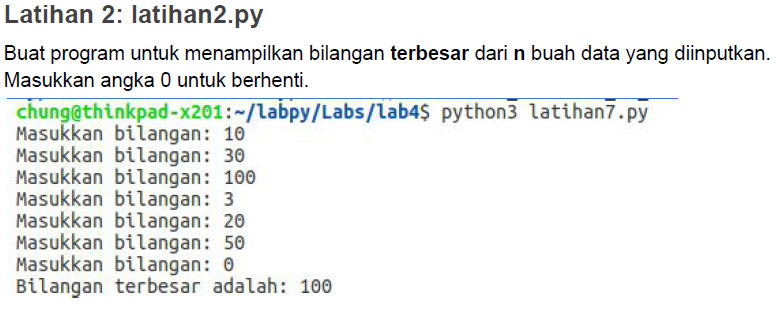 Latihan 2: latihan2.py
Buat program untuk menampilkan bilangan terbesar dari n buah data yang diinputkan.
Masukkan angka 0 untuk berhenti.
chung@thinkpad-x201:~/labpy/Labs/lab4$ python3 latihan7.py
Masukkan bilangan: 10
Masukkan bilangan: 30
Masukkan bilangan: 100
Masukkan bilangan: 3
Masukkan bilangan: 20
Masukkan bilangan: 50
Masukkan bilangan: 0
Bilangan terbesar adalah: 100